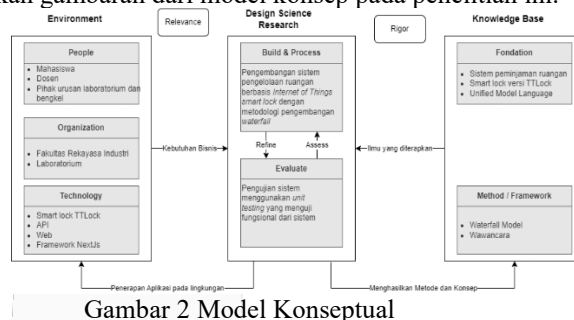 kan gambaran dari model konsep pada penelitian ini.
Environment
Relevance
Design Science
Research
Rigor
Knowledge Base
People
• Mahasiswa
• Dosen
• Pihak urusan laboratorium dan
bengkel
Organization
• Fakultas Rekayasa Industri
• Laboratorium
Technology
• Smart lock TTLock
• API
• Web
• Framework NextJs
Kebutuhan Bisnis
Build & Process
Pengembangan sistem
pengelolaan ruangan
berbasis Internet of Things
smart lock dengan
metodologi pengembangan
waterfall
Refine
Assess
Evaluate
Pengujian sistem
menggunakan unit
testing yang menguji
fungsional dari sistem
Ilmu yang diterapkan
Fondation
• Sistem peminjaman ruangan
• Smart lock versi TTLock
• Unified Model Language
Method / Framework
• Waterfall Model
• Wawancara
Penerapan Aplikasi pada lingkungan
Menghasilkan Metode dan Konsep
Gambar 2 Model Konseptual